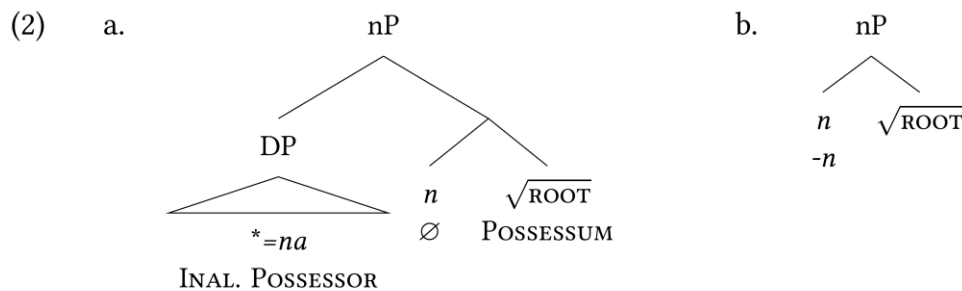 (2) a. nP b. nP
DP n √ROOT
n √ROOT -n
*=na ∅ POSSESSUM
INAL. POSSESSOR